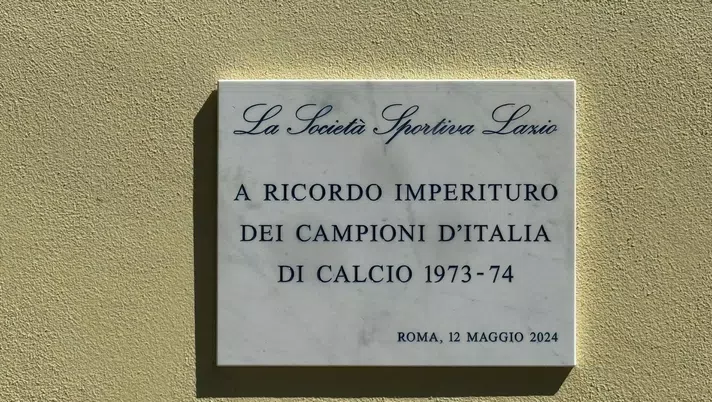 La Società Sportiva Lazio
A RICORDO IMPERITURO
DEI CAMPIONI D'ITALIA
DI CALCIO 1973-74
ROMA, 12 MAGGIO 2024